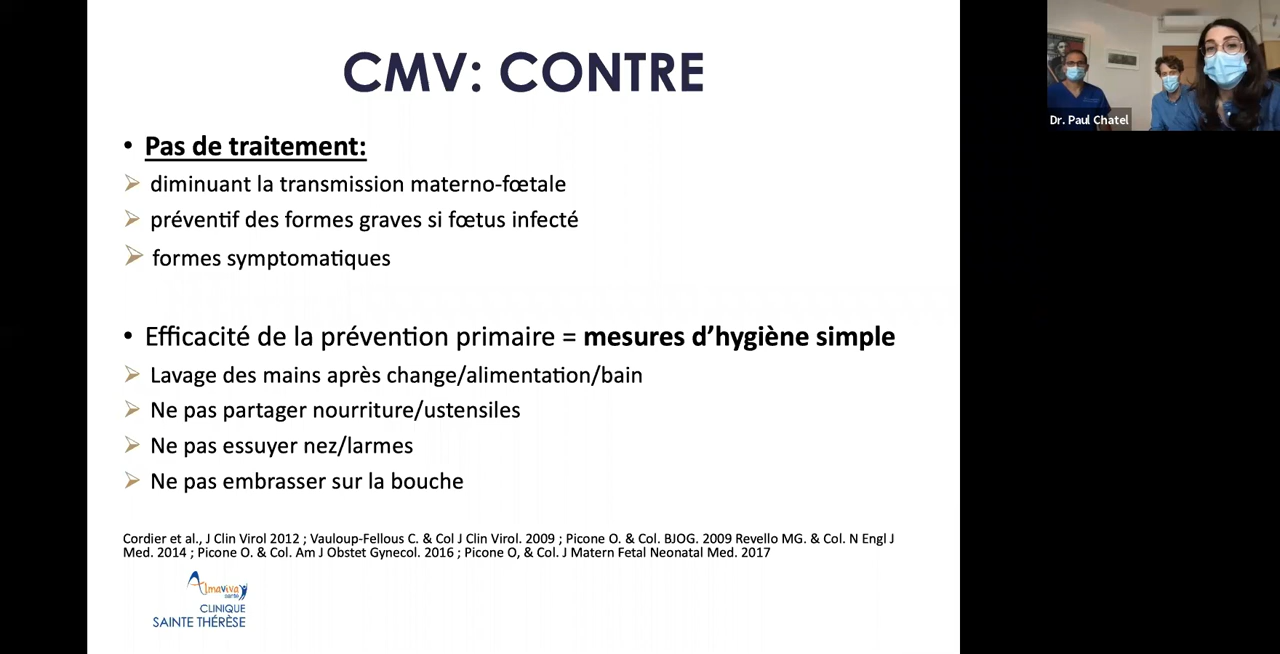 CMV: CONTRE
Dr. Paul Chatel
• Pas de traitement:
diminuant la transmission materno-fœtale
préventif des formes graves si fœtus infecté
formes symptomatiques
• Efficacité de la prévention primaire = mesures d’hygiène simple
Lavage des mains après change/alimentation/bain
Ne pas partager nourriture/ustensiles
Ne pas essuyer nez/larmes
Ne pas embrasser sur la bouche
Cordier et al., J Clin Virol 2012 ; Vauloup-Fellous C. & Col J Clin Virol. 2009 ; Picone O. & Col. BJOG. 2009 Revello MG. & Col. N Engl J
Med. 2014 ; Picone O. & Col. Am J Obstet Gynecol. 2016 ; Picone O, & Col. J Matern Fetal Neonatal Med. 2017
Almaviva
santé
CLINIQUE
SAINTE THÉRÈSE